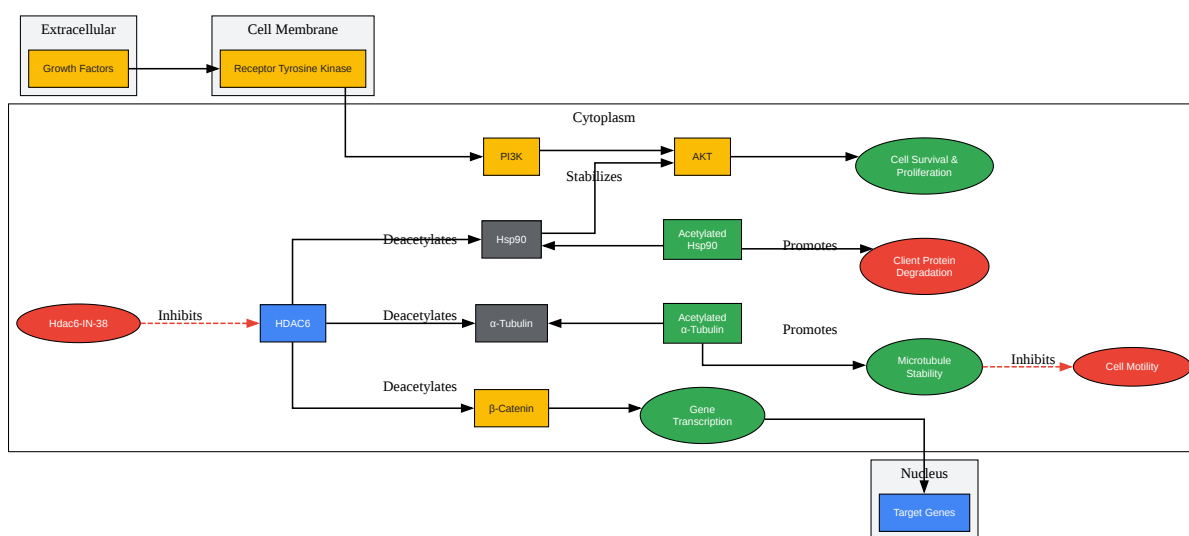 Extracellular
Cell Membrane
Growth Factors
Receptor Tyrosine Kinase
Cytoplasm
PI3K
AKT
Cell Survival &
Proliferation
Stabilizes
Deacetylates
Hsp90
Acetylated
Hsp90
Promotes
Client Protein
Degradation
Hdac6-IN-38
Inhibits
HDAC6
Deacetylates
α-Tubulin
Acetylated
α-Tubulin
Promotes
Microtubule
Stability
Inhibits
Cell Motility
Deacetylates
β-Catenin
Gene
Transcription
Nucleus
Target Genes